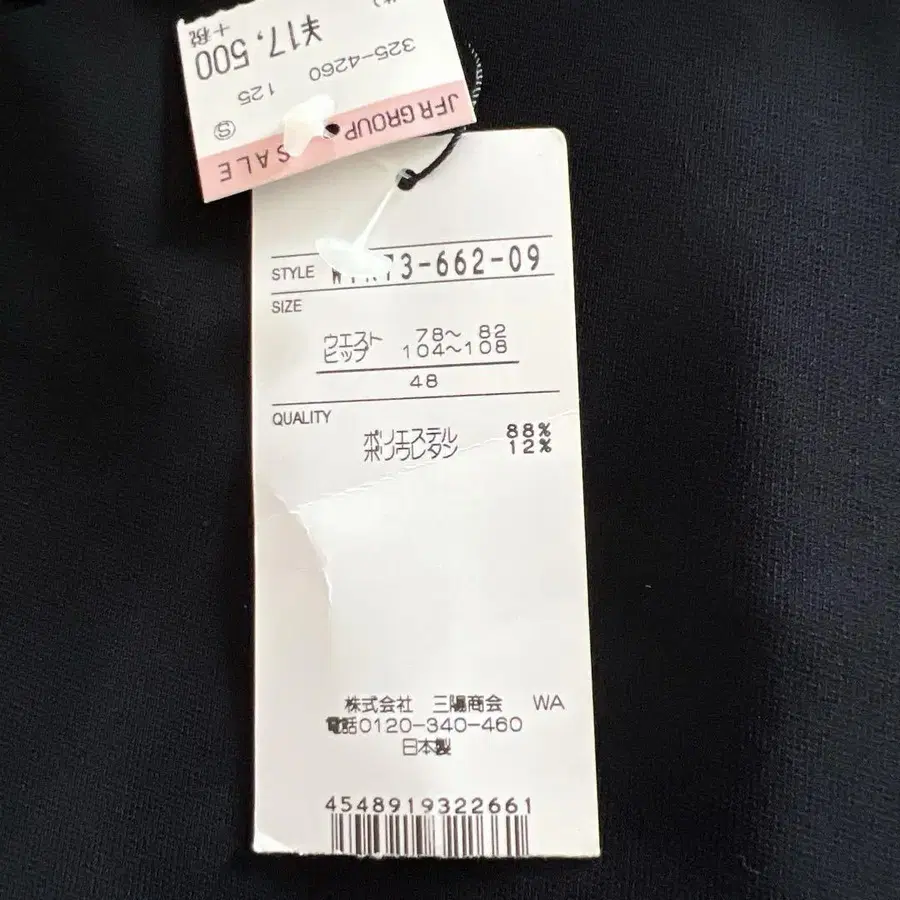 ¥17,500
+税
325-4260
125
Ⓢ
JFR GROUP
SALE
STYLE 73-662-09
SIZE
ウエスト 78～ 82
ヒップ 104～108
48
QUALITY
ポリエステル 88%
ポリウレタン 12%
株式会社 三陽商会 WA
電話0120-340-460
日本製
4548919322661